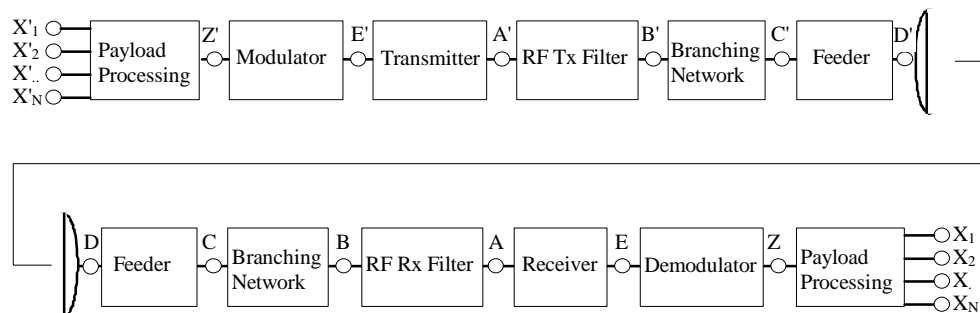 X'1
X'2
X'..
X'N
Payload
Processing
Z'
Modulator
E'
Transmitter
A'
RF Tx Filter
B'
Branching
Network
C'
Feeder
D'
D
Feeder
C
Branching
Network
B
RF Rx Filter
A
Receiver
E
Demodulator
Z
Payload
Processing
X1
X2
X.
XN